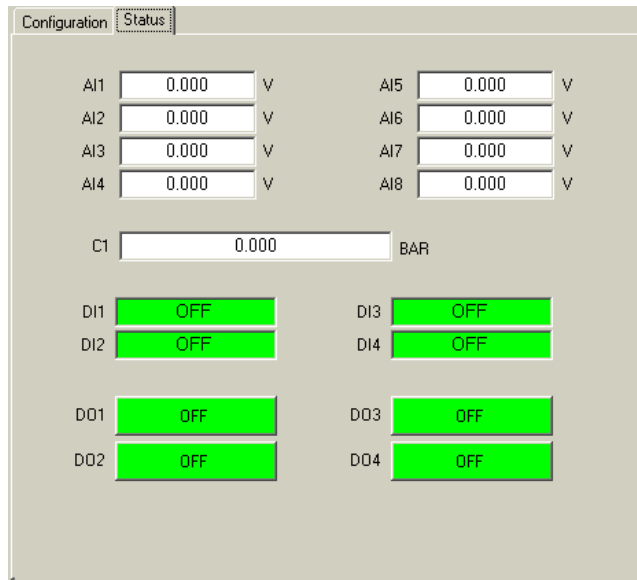 Configuration Status
AI1 0.000 V AI5 0.000 V
AI2 0.000 V AI6 0.000 V
AI3 0.000 V AI7 0.000 V
AI4 0.000 V AI8 0.000 V
C1 0.000 BAR
DI1 OFF DI3 OFF
DI2 OFF DI4 OFF
DO1 OFF DO3 OFF
DO2 OFF DO4 OFF